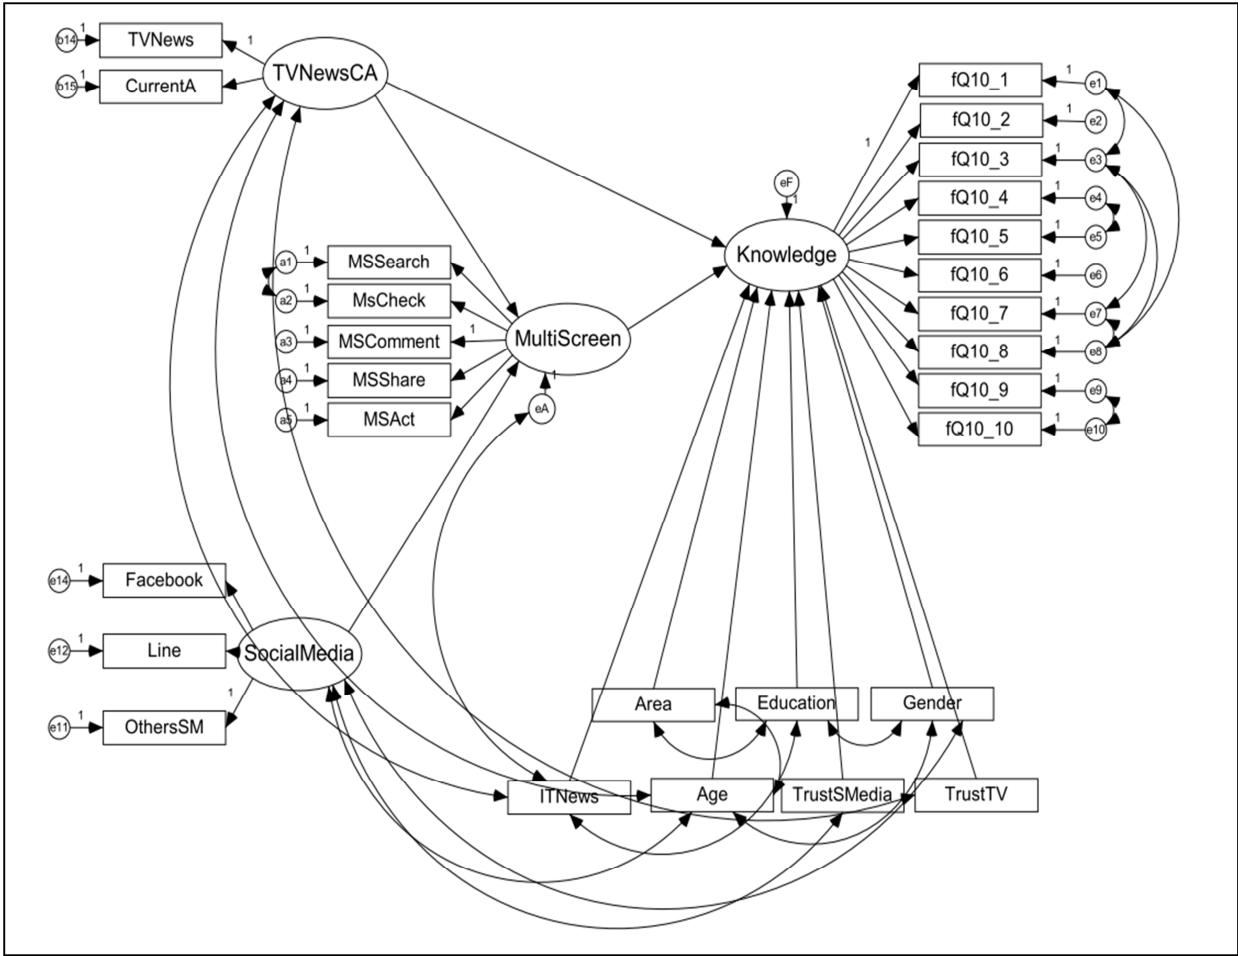 b14 1 TVNews
b15 1 CurrentA
1
TVNewsCA
a1 1 MSSearch
a2 1 MsCheck
a3 1 MSComment 1
a4 1 MSShare
a5 1 MSAct
MultiScreen
1
eA
eF
1
Knowledge
1
fQ10_1 1 e1
fQ10_2 1 e2
fQ10_3 1 e3
fQ10_4 1 e4
fQ10_5 1 e5
fQ10_6 1 e6
fQ10_7 1 e7
fQ10_8 1 e8
fQ10_9 1 e9
fQ10_10 1 e10
e14 1 Facebook
e12 1 Line
e11 1 OthersSM
1
SocialMedia
Area Education Gender
ITNews Age TrustSMedia TrustTV